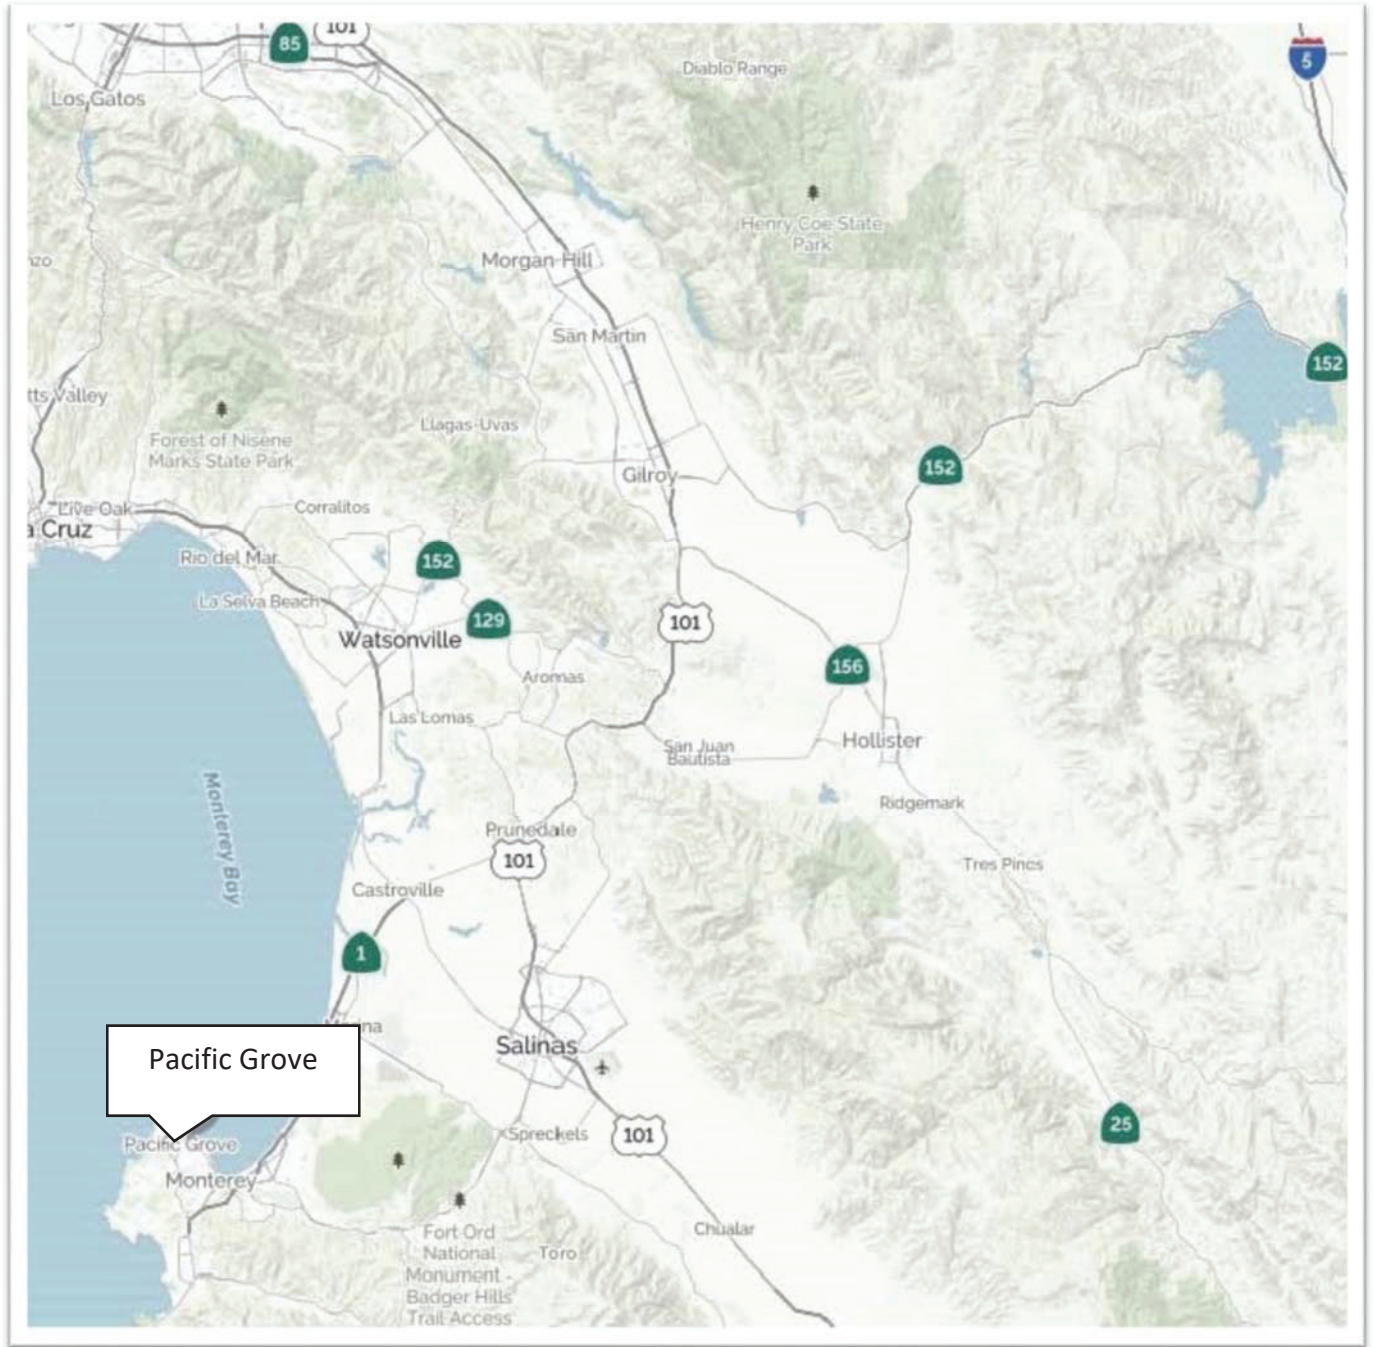 101
85
5
Diablo Range
Los Gatos
Henry Coe State
Park
nzo
Morgan Hill
San Martin
152
tts Valley
Llagas-Uvas
Forest of Nisene
Marks State Park
Gilroy
152
Live Oak
Corralitos
a Cruz
Rio del Mar
152
La Selva Beach
129
101
Watsonville
156
Aromas
Las Lomas
San Juan
Bautista
Hollister
Monterey Bay
Ridgemark
Prunedale
101
Tres Pinos
Castroville
1
Salinas
Pacific Grove
25
Spreckels
101
Pacific Grove
Monterey
Chualar
Fort Ord
National
Monument -
Badger Hills
Trail Access
Toro